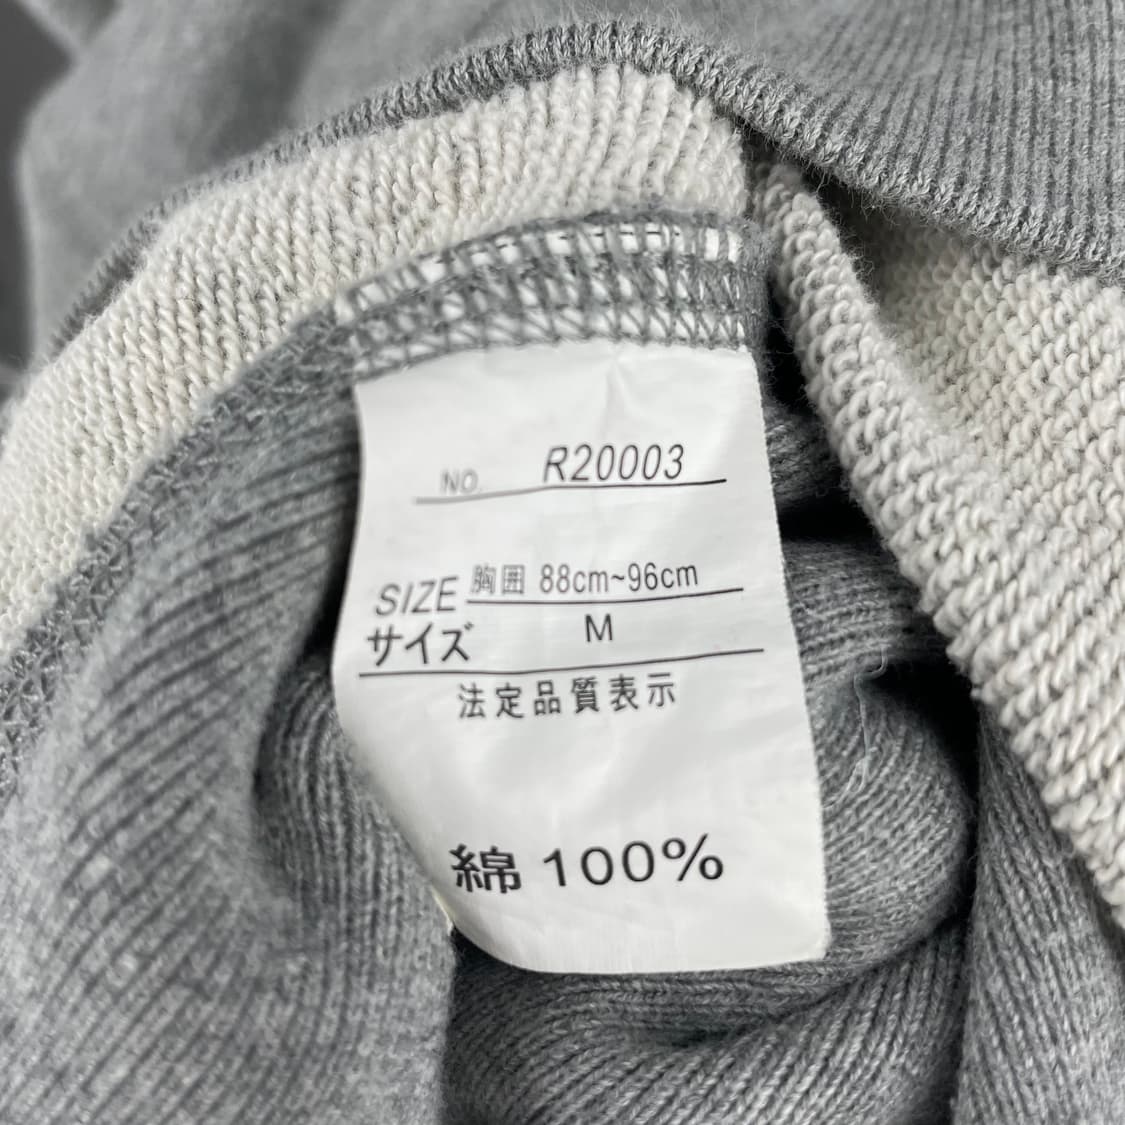 NO. R20003
胸囲 88cm~96cm
SIZE
サイズ M
法定品質表示
綿 100%